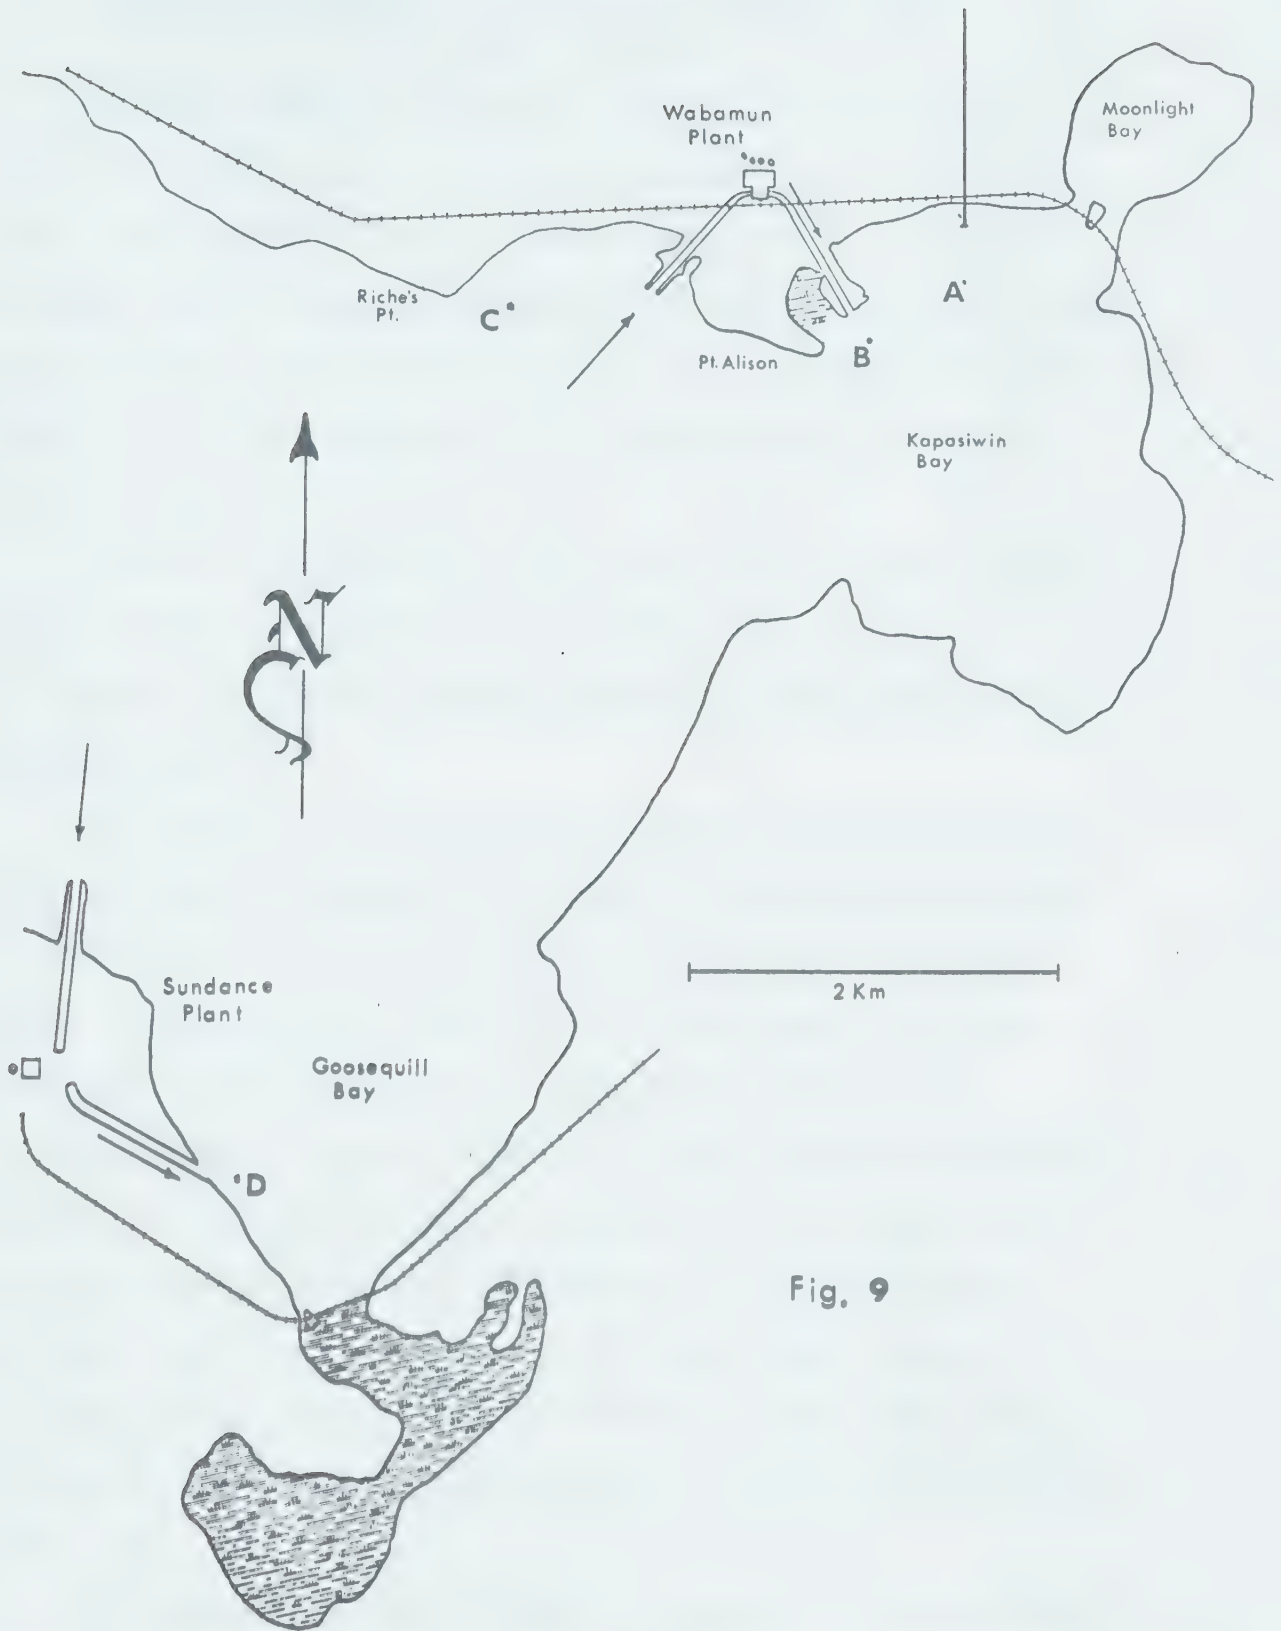 Wabamun
Plant
Moonlight
Bay
Riche's
Pt.
C
A
Pt. Alison
B
Kapasiwin
Bay
N
S
Sundance
Plant
2 Km
Goosequill
Bay
D
Fig. 9